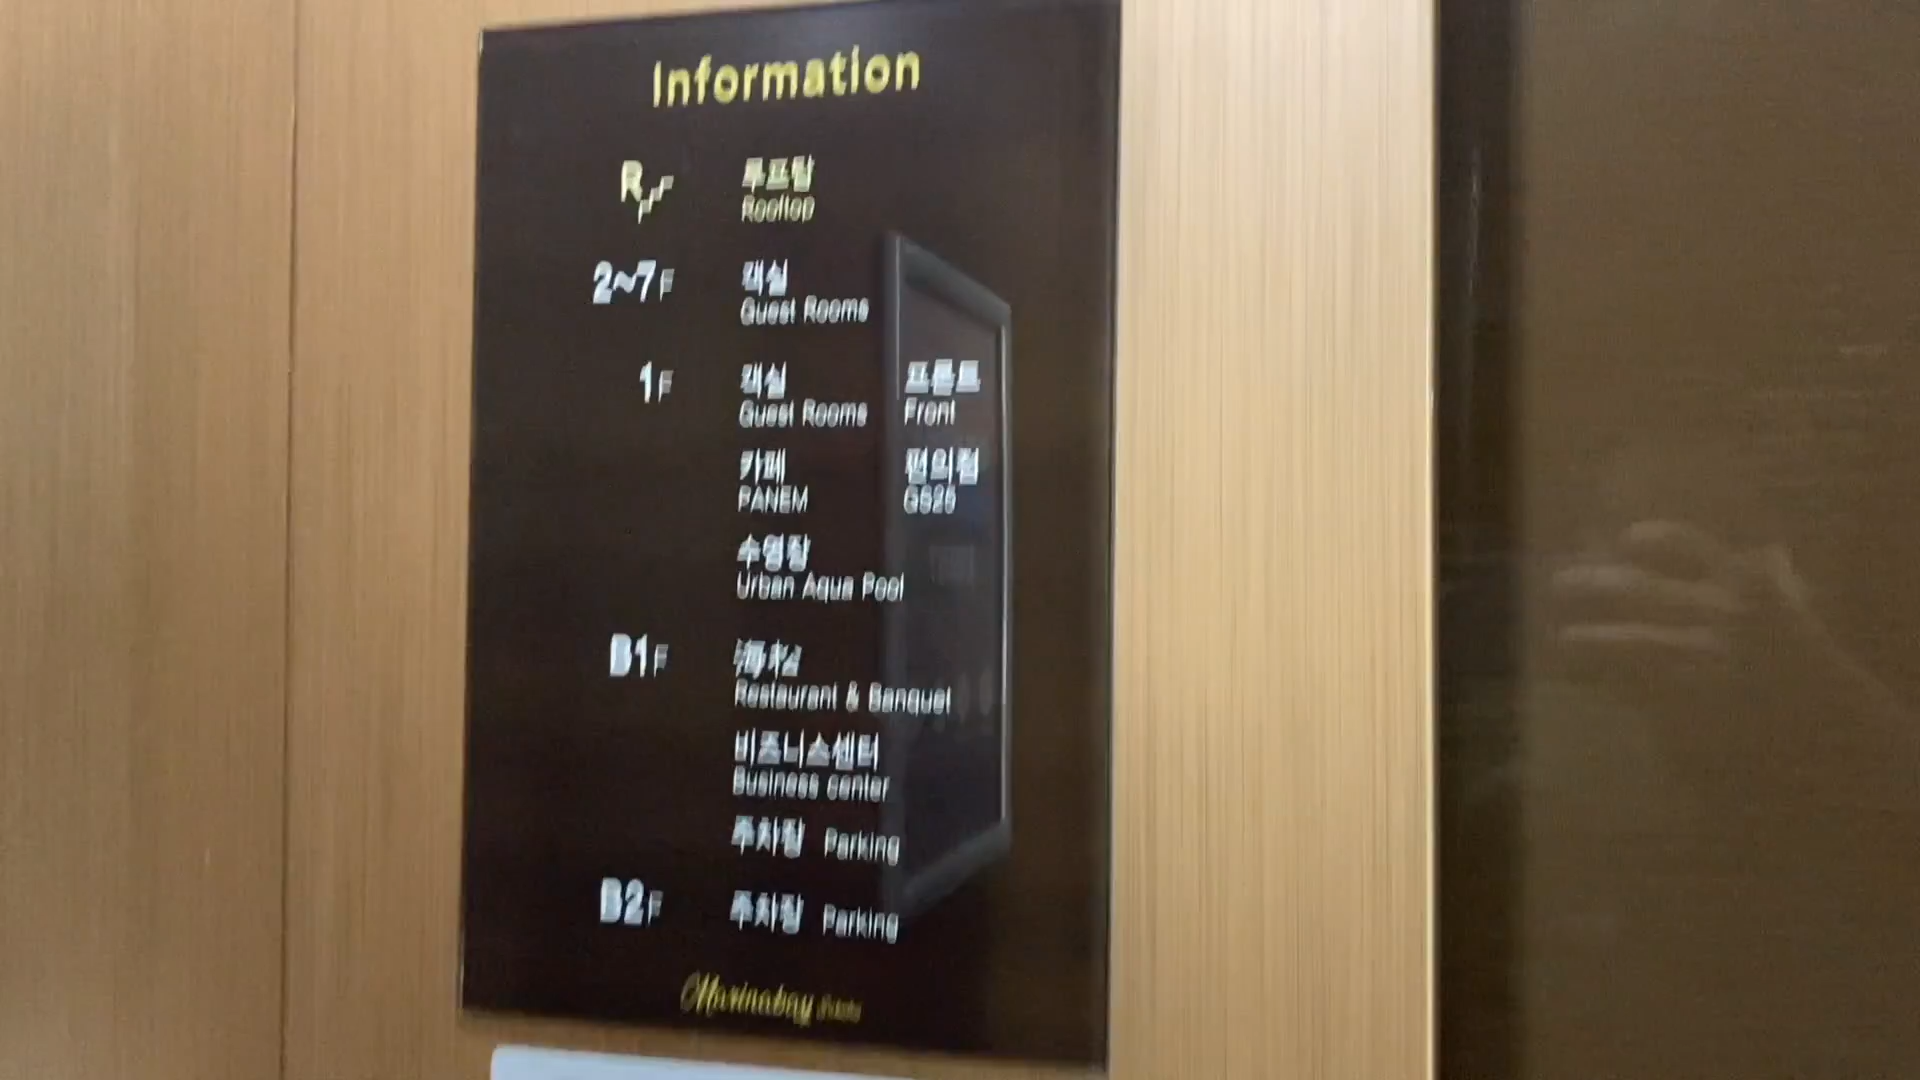 Information
R 루프탑
Rooftop
2~7F 객실
Guest Rooms
1F 객실 프론트
Guest Rooms Front
카페 편의점
PANEM GS25
수영장
Urban Aqua Pool
B1F 海松
Restaurant & Banquet
비즈니스센터
Business center
주차장 Parking
B2F 주차장 Parking
Marinabay